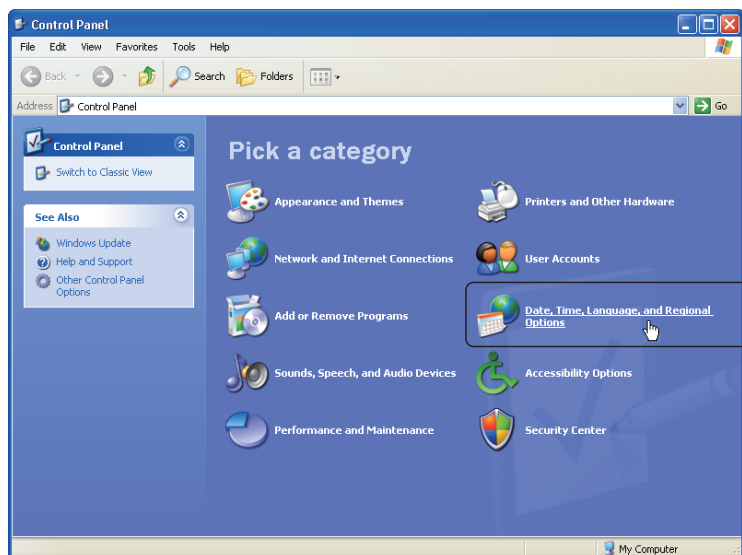 Control Panel
File Edit View Favorites Tools Help
Back Search Folders
Address Control Panel Go
Control Panel
Switch to Classic View
See Also
Windows Update
Help and Support
Other Control Panel
Options
Pick a category
Appearance and Themes
Printers and Other Hardware
Network and Internet Connections
User Accounts
Add or Remove Programs
Date, Time, Language, and Regional
Options
Sounds, Speech, and Audio Devices
Accessibility Options
Performance and Maintenance
Security Center
My Computer